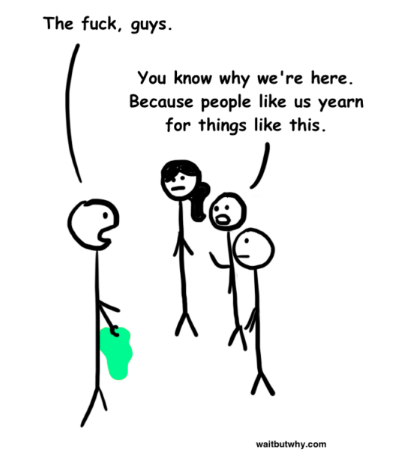 The fuck, guys.
You know why we're here.
Because people like us yearn
for things like this.
waitbutwhy.com